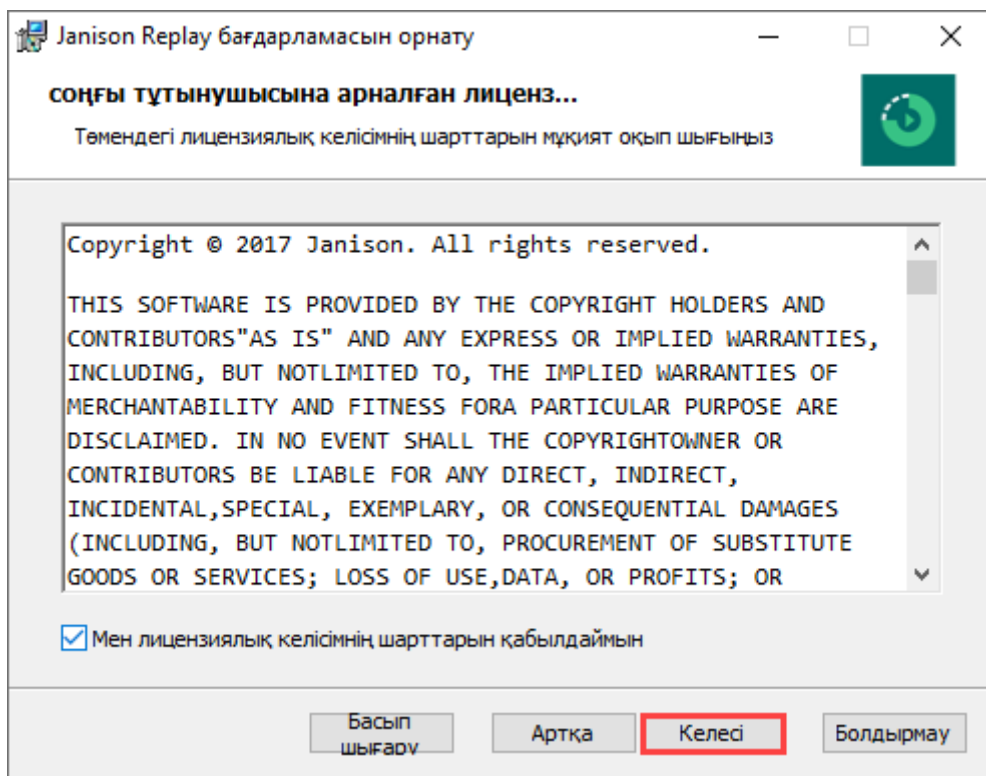 Janison Replay бағдарламасын орнату
соңғы тұтынушысына арналған лиценз...
Төмендегі лицензиялық келісімнің шарттарын мұқият оқып шығыңыз
Copyright © 2017 Janison. All rights reserved.
THIS SOFTWARE IS PROVIDED BY THE COPYRIGHT HOLDERS AND
CONTRIBUTORS"AS IS" AND ANY EXPRESS OR IMPLIED WARRANTIES,
INCLUDING, BUT NOTLIMITED TO, THE IMPLIED WARRANTIES OF
MERCHANTABILITY AND FITNESS FORA PARTICULAR PURPOSE ARE
DISCLAIMED. IN NO EVENT SHALL THE COPYRIGHTOWNER OR
CONTRIBUTORS BE LIABLE FOR ANY DIRECT, INDIRECT,
INCIDENTAL,SPECIAL, EXEMPLARY, OR CONSEQUENTIAL DAMAGES
(INCLUDING, BUT NOTLIMITED TO, PROCUREMENT OF SUBSTITUTE
GOODS OR SERVICES; LOSS OF USE,DATA, OR PROFITS; OR
Мен лицензиялық келісімнің шарттарын қабылдаймын
Басып
шығару
Артқа
Келесі
Болдырмау